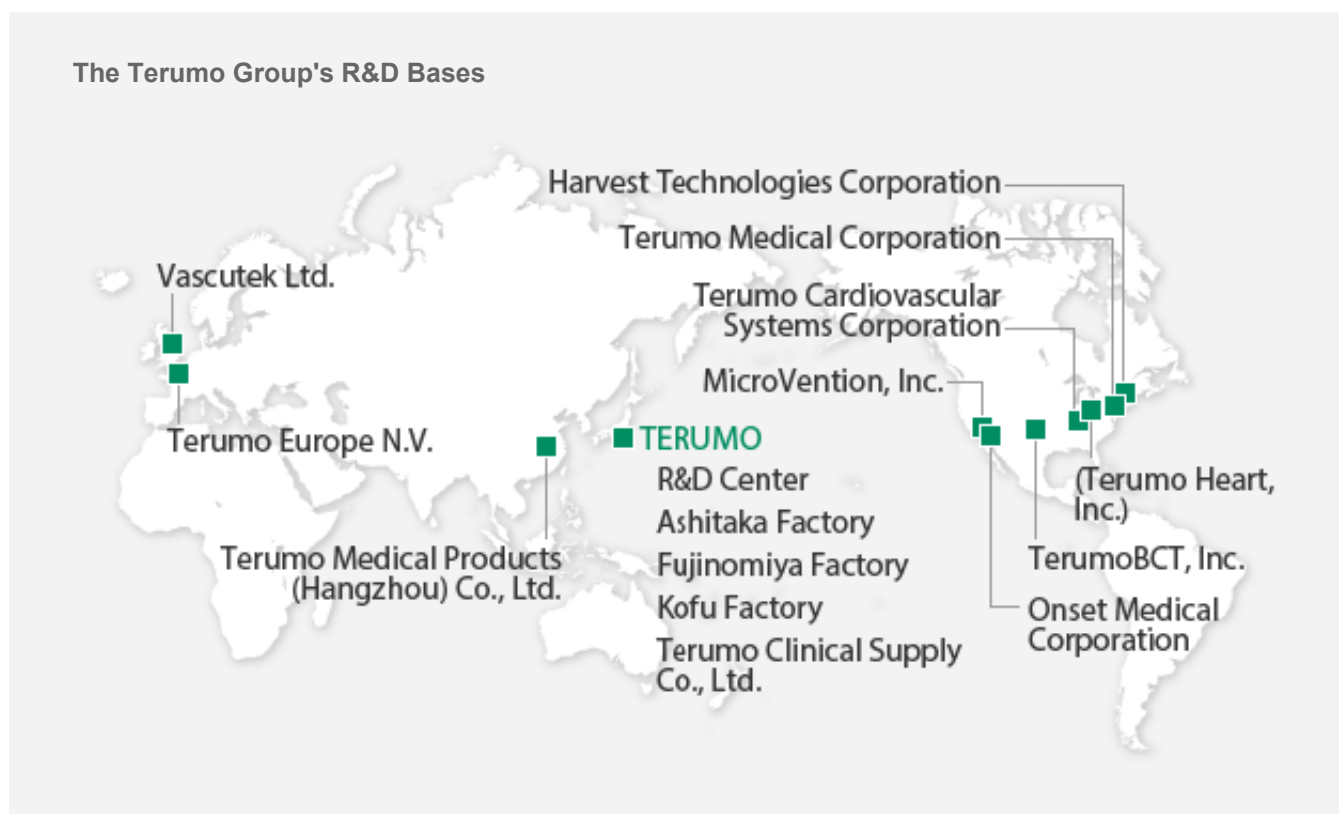 The Terumo Group's R&D Bases
Harvest Technologies Corporation
Terumo Medical Corporation
Vascutek Ltd.
Terumo Cardiovascular
Systems Corporation
MicroVention, Inc.
Terumo Europe N.V.
TERUMO
R&D Center
Ashitaka Factory
Fujinomiya Factory
Kofu Factory
Terumo Clinical Supply
Co., Ltd.
(Terumo Heart,
Inc.)
Terumo Medical Products
(Hangzhou) Co., Ltd.
TerumoBCT, Inc.
Onset Medical
Corporation